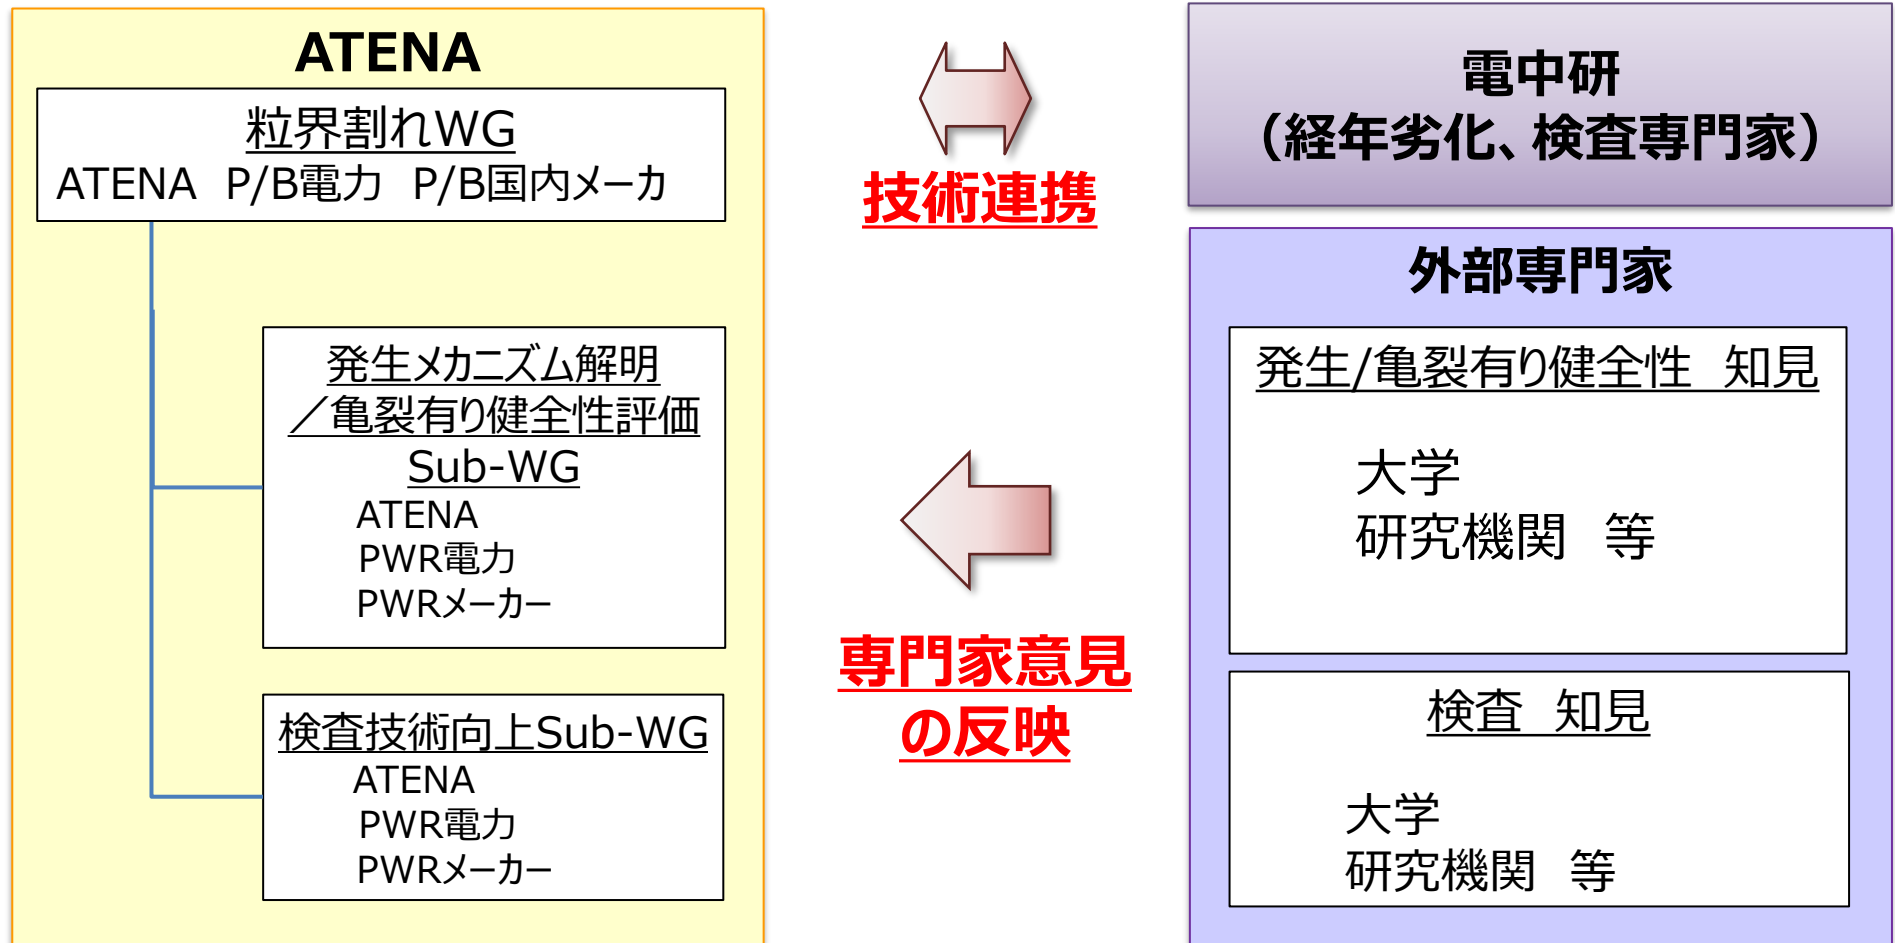 ATENA
粒界割れWG
ATENA　P/B電力　P/B国内メーカ
発生メカニズム解明
／亀裂有り健全性評価
Sub-WG
ATENA
PWR電力
PWRメーカー
検査技術向上Sub-WG
ATENA
PWR電力
PWRメーカー
技術連携
専門家意見
の反映
電中研
（経年劣化、検査専門家）
外部専門家
発生/亀裂有り健全性　知見
大学
研究機関　等
検査　知見
大学
研究機関　等